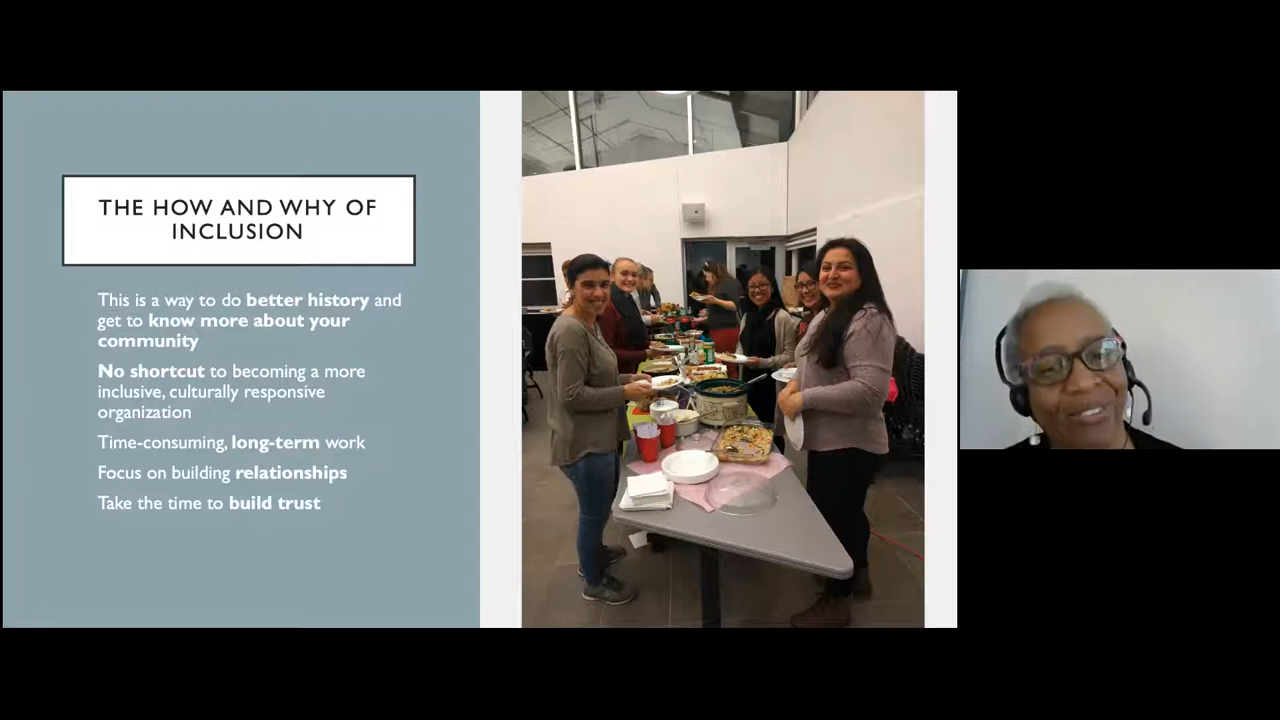 THE HOW AND WHY OF
INCLUSION
This is a way to do better history and
get to know more about your
community
No shortcut to becoming a more
inclusive, culturally responsive
organization
Time-consuming, long-term work
Focus on building relationships
Take the time to build trust